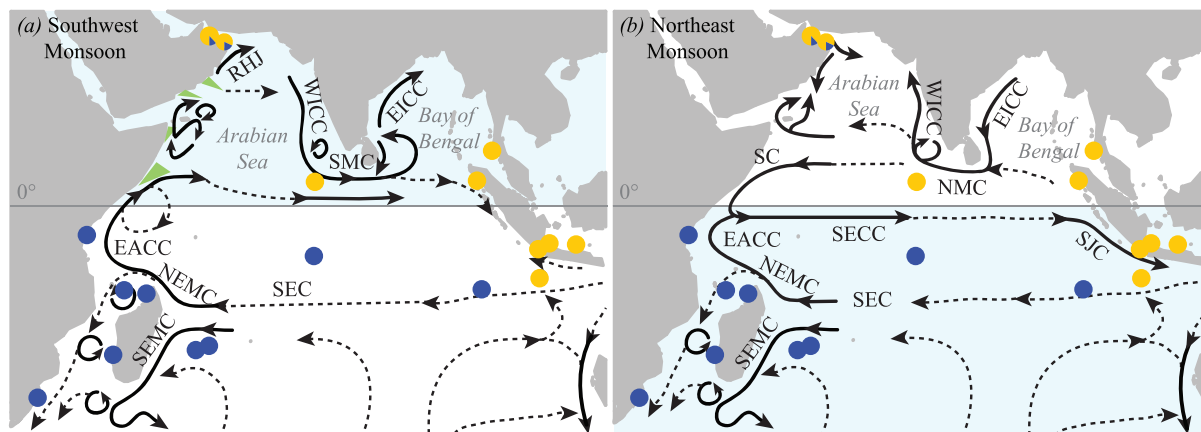 (a) Southwest
Monsoon
RHJ
WICC
EICC
Arabian
Sea
Bay of
Bengal
SMC
0°
EACC
NEMC
SEC
SEMC
(b) Northeast
Monsoon
Arabian
Sea
WICC
EICC
Bay of
Bengal
SC
NMC
0°
EACC
SECC
SJC
NEMC
SEC
SEMC